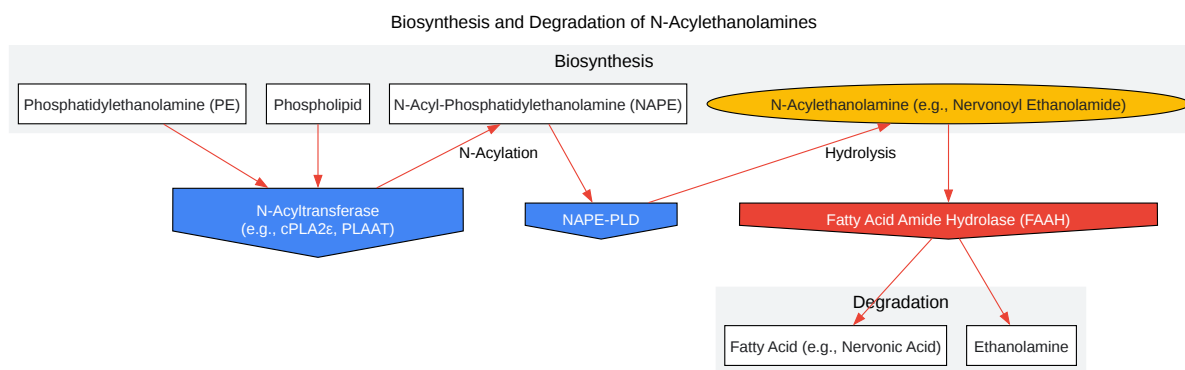 Biosynthesis and Degradation of N-Acylethanolamines
Biosynthesis
Phosphatidylethanolamine (PE)
Phospholipid
N-Acyl-Phosphatidylethanolamine (NAPE)
N-Acylethanolamine (e.g., Nervonoyl Ethanolamide)
N-Acylation
Hydrolysis
N-Acyltransferase
(e.g., cPLA2ε, PLAAT)
NAPE-PLD
Fatty Acid Amide Hydrolase (FAAH)
Degradation
Fatty Acid (e.g., Nervonic Acid)
Ethanolamine